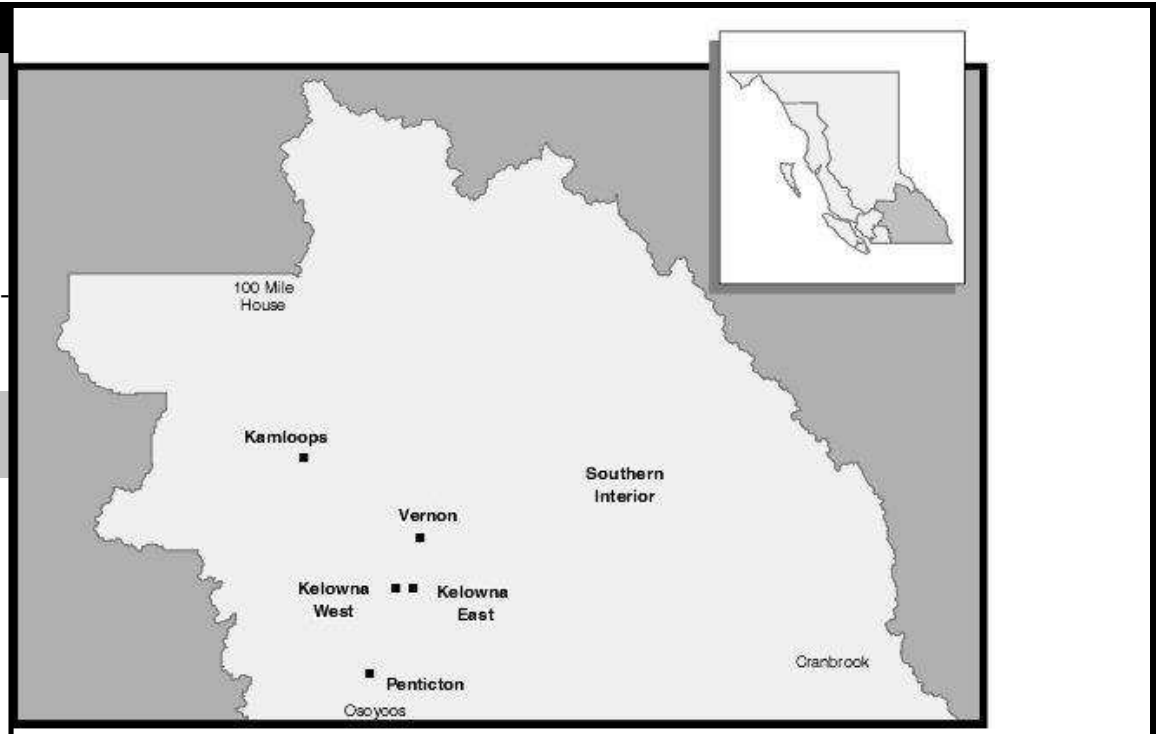 100 Mile
House
Kamloops
Southern
Interior
Vernon
Kelowna
West
Kelowna
East
Cranbrook
Penticton
Osoyoos